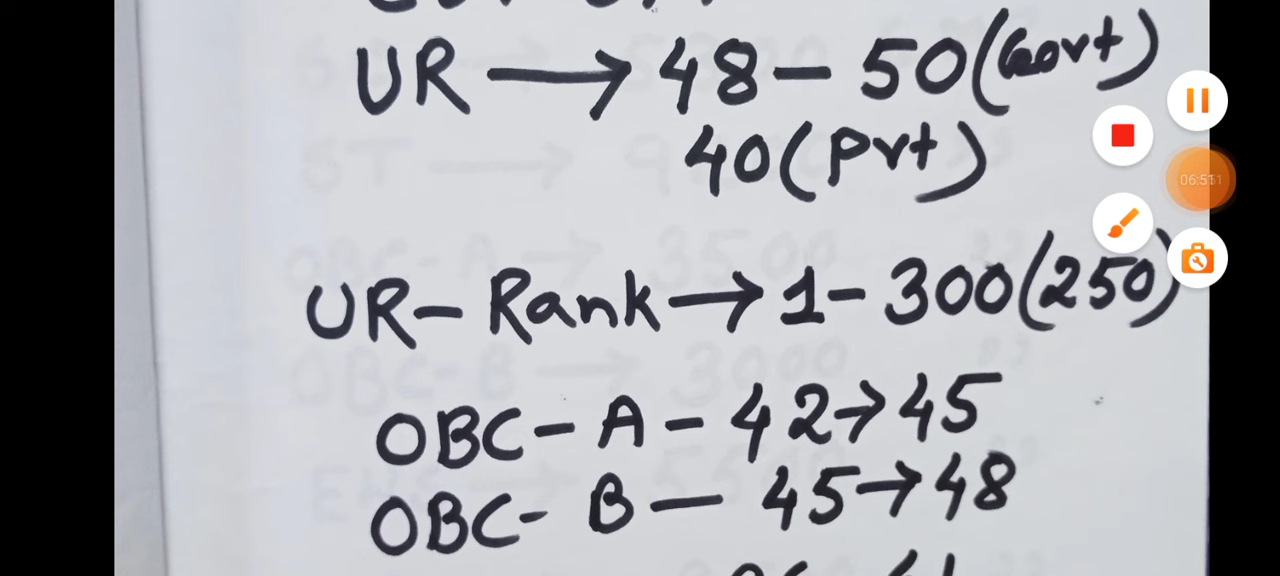 UR → 48 - 50 (Govt)
40 (Pvt)
UR - Rank → 1 - 300 (250)
OBC - A - 42 → 45
OBC - B - 45 → 48